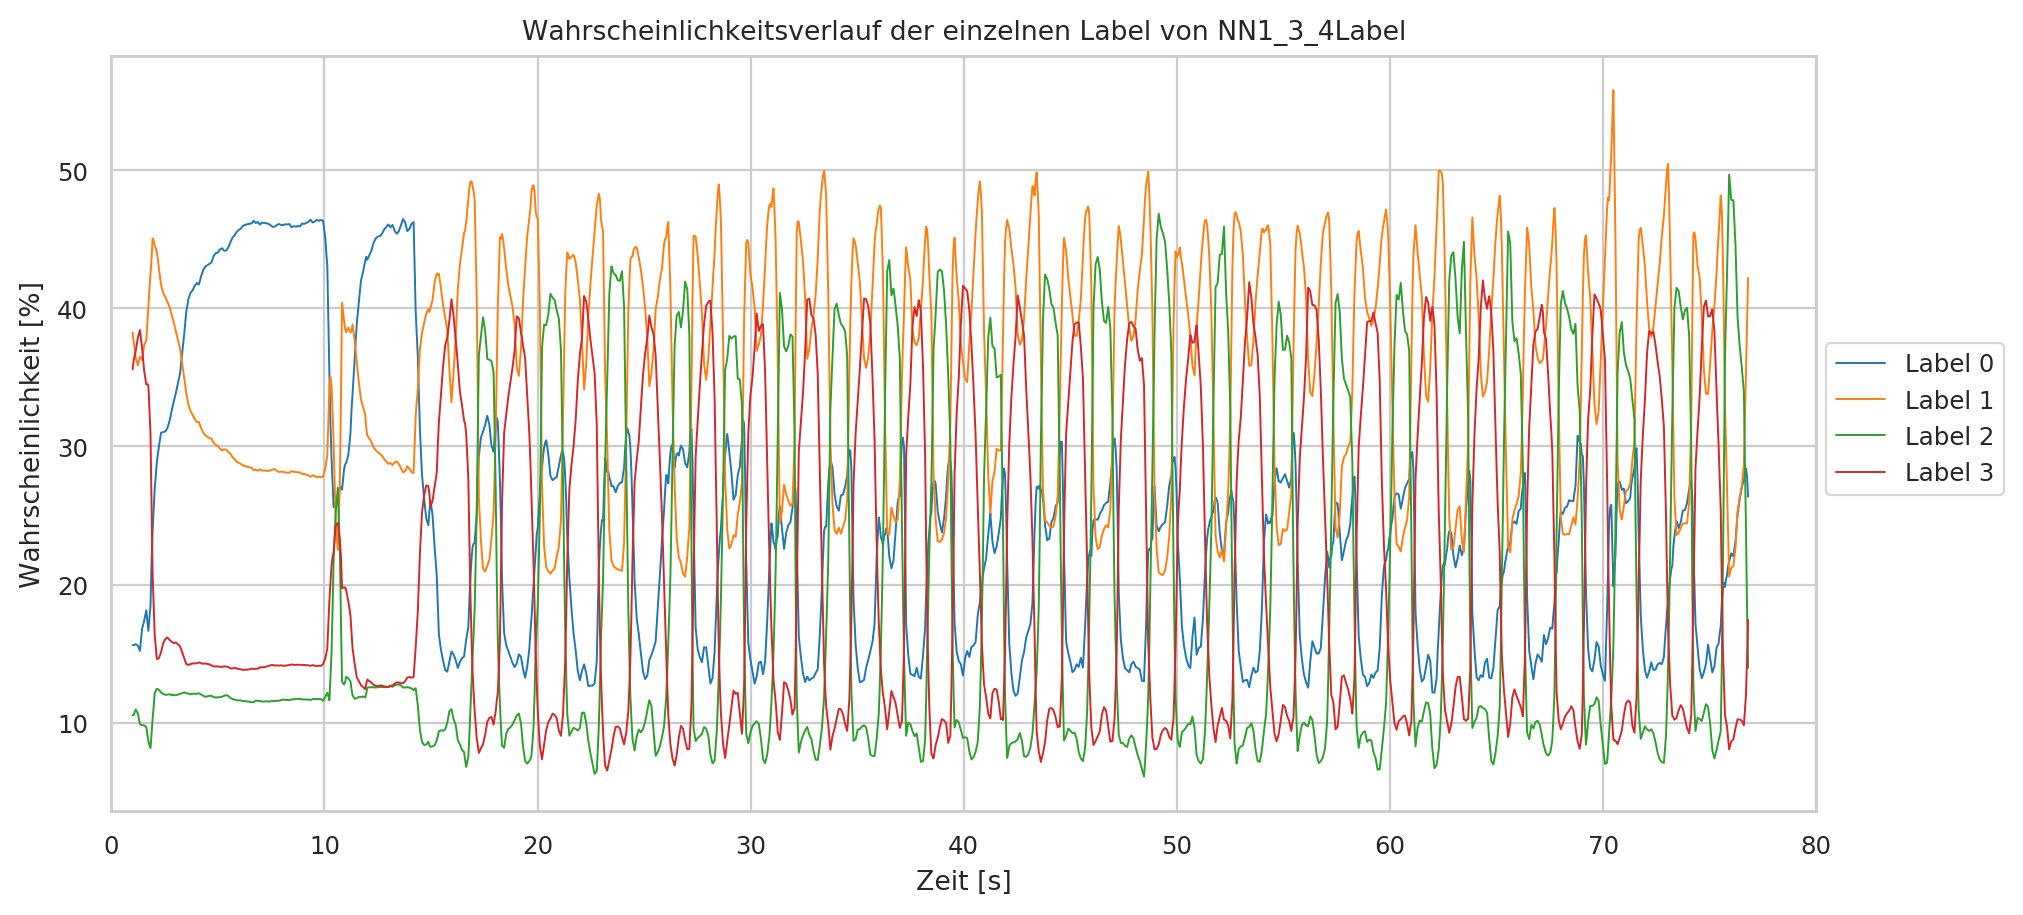 Wahrscheinlichkeitsverlauf der einzelnen Label von NN1_3_4Label
Wahrscheinlichkeit [%]
50
40
30
20
10
0 10 20 30 40 50 60 70 80
Zeit [s]
Label 0
Label 1
Label 2
Label 3